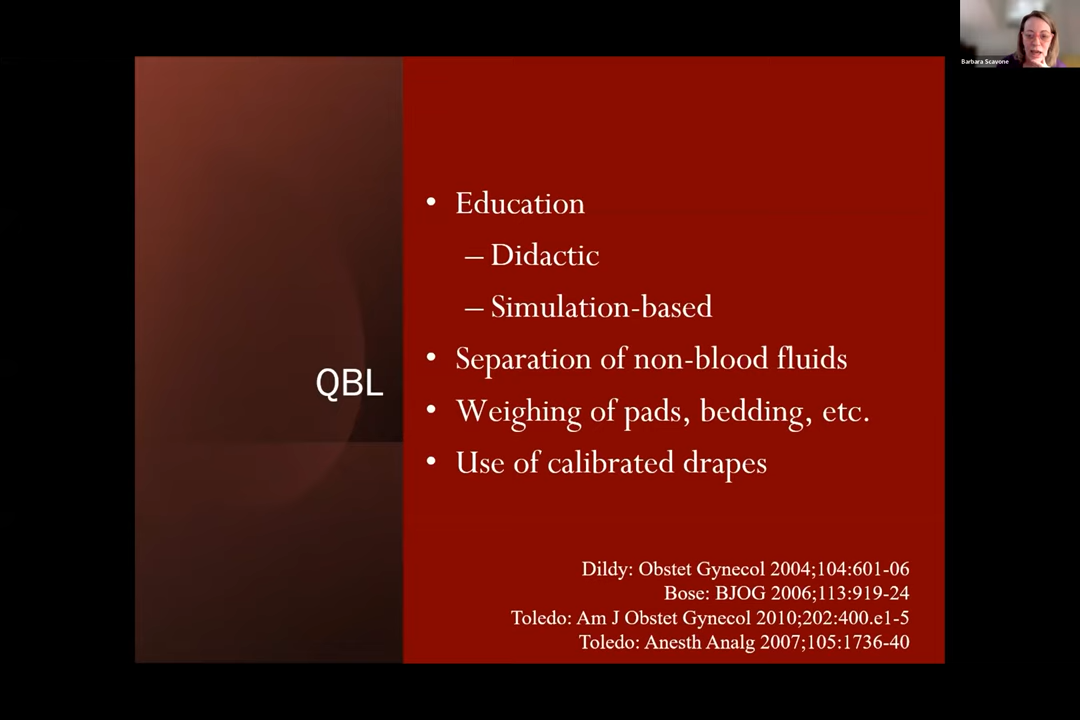 Barbara Scavone
QBL
• Education
– Didactic
– Simulation-based
• Separation of non-blood fluids
• Weighing of pads, bedding, etc.
• Use of calibrated drapes
Dildy: Obstet Gynecol 2004;104:601-06
Bose: BJOG 2006;113:919-24
Toledo: Am J Obstet Gynecol 2010;202:400.e1-5
Toledo: Anesth Analg 2007;105:1736-40